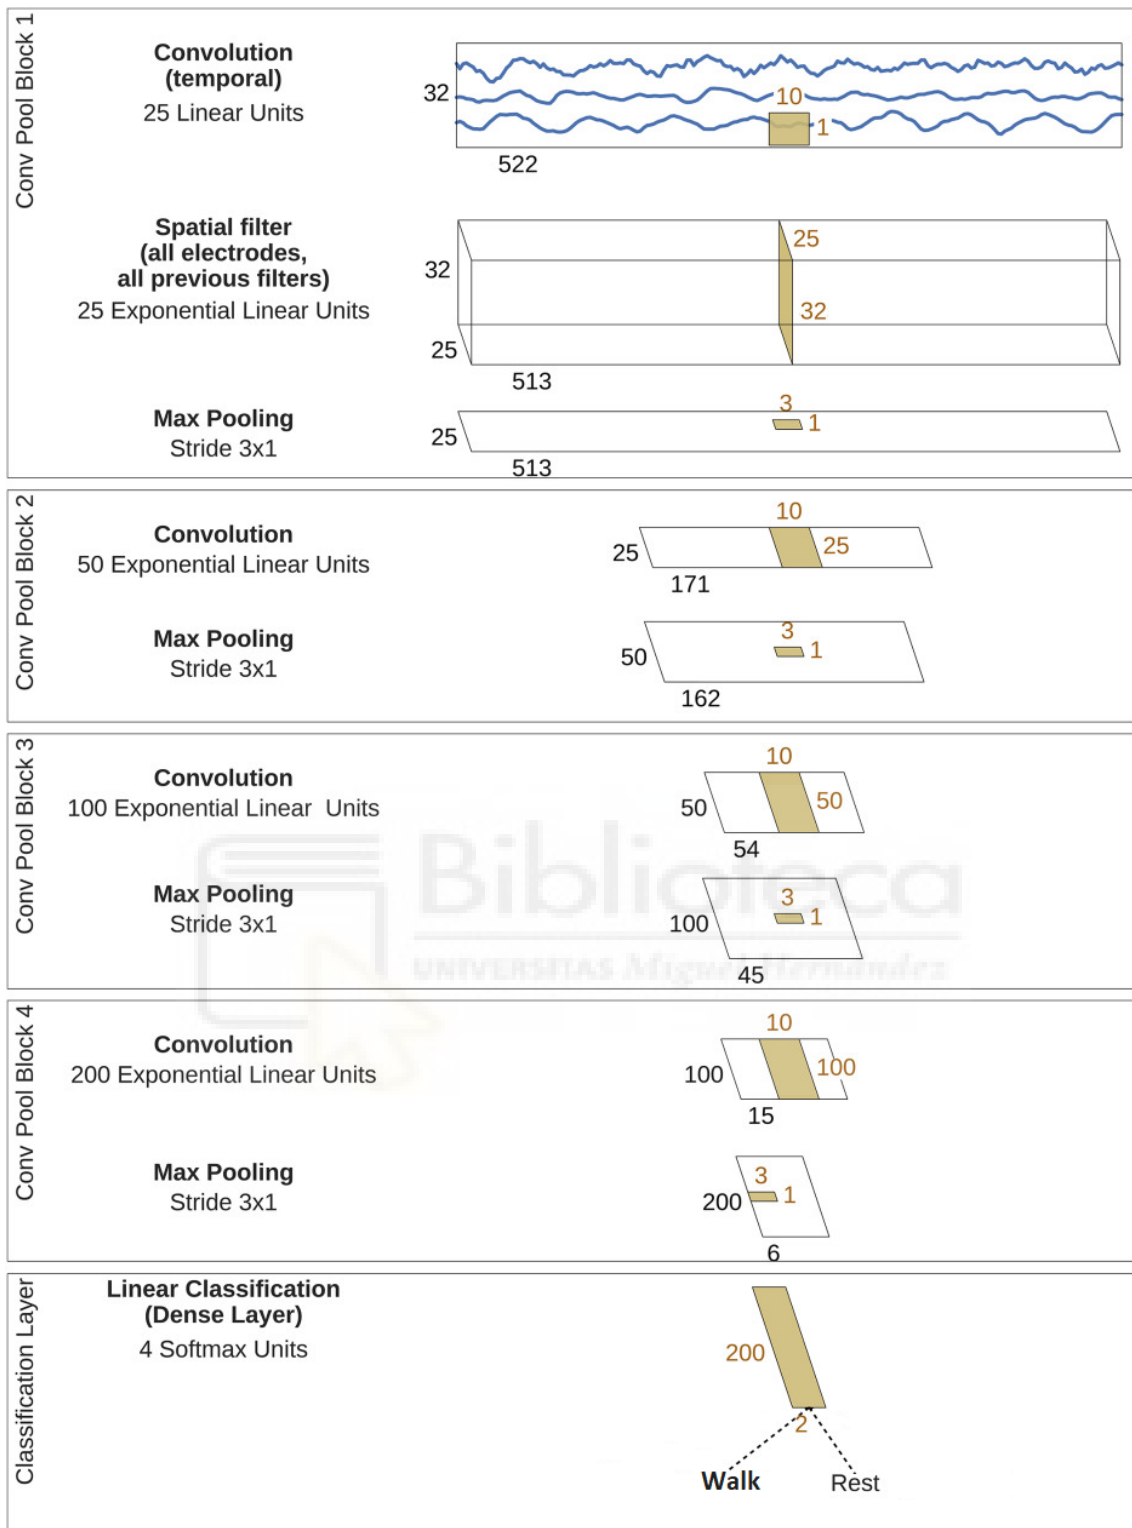 Conv Pool Block 1
Convolution
(temporal)
25 Linear Units
32
10
1
522
Spatial filter
(all electrodes,
all previous filters)
25 Exponential Linear Units
32
25
25
32
513
Max Pooling
Stride 3x1
25
3
1
513
Conv Pool Block 2
Convolution
50 Exponential Linear Units
25
10
25
171
Max Pooling
Stride 3x1
50
3
1
162
Conv Pool Block 3
Convolution
100 Exponential Linear Units
50
10
50
54
Max Pooling
Stride 3x1
100
3
1
45
Biblioteca
UNIVERSITAS Miguel Hernández
Conv Pool Block 4
Convolution
200 Exponential Linear Units
100
10
100
15
Max Pooling
Stride 3x1
200
3
1
6
Classification Layer
Linear Classification
(Dense Layer)
4 Softmax Units
200
2
Walk
Rest